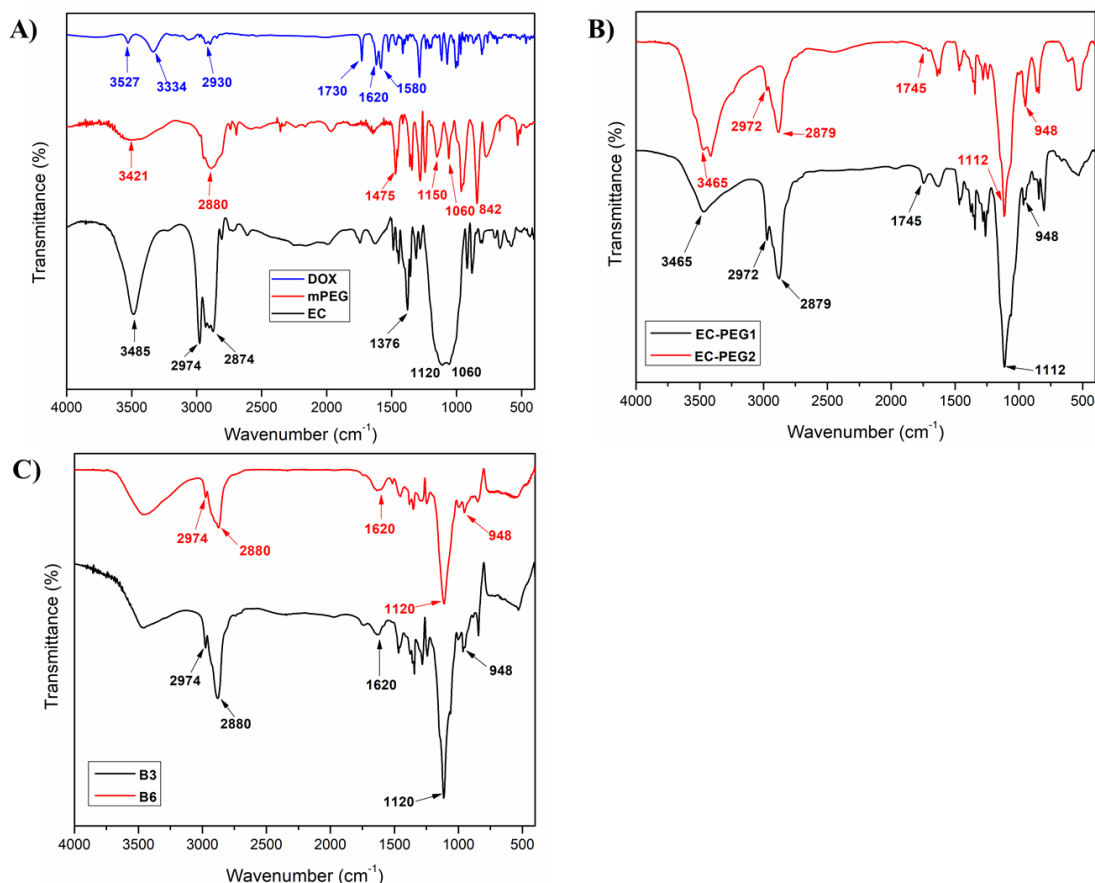 A)
Transmittance (%)
3527
3334
2930
1730
1620
1580
3421
2880
1475
1150
1060
842
3485
2974
2874
1376
1120
1060
DOX
mPEG
EC
4000 3500 3000 2500 2000 1500 1000 500
Wavenumber (cm⁻¹)
B)
Transmittance (%)
3465
2972
2879
1745
1112
948
3465
2972
2879
1745
948
1112
EC-PEG1
EC-PEG2
4000 3500 3000 2500 2000 1500 1000 500
Wavenumber (cm⁻¹)
C)
Transmittance (%)
2974
2880
1620
1120
948
2974
2880
1620
948
1120
B3
B6
4000 3500 3000 2500 2000 1500 1000 500
Wavenumber (cm⁻¹)